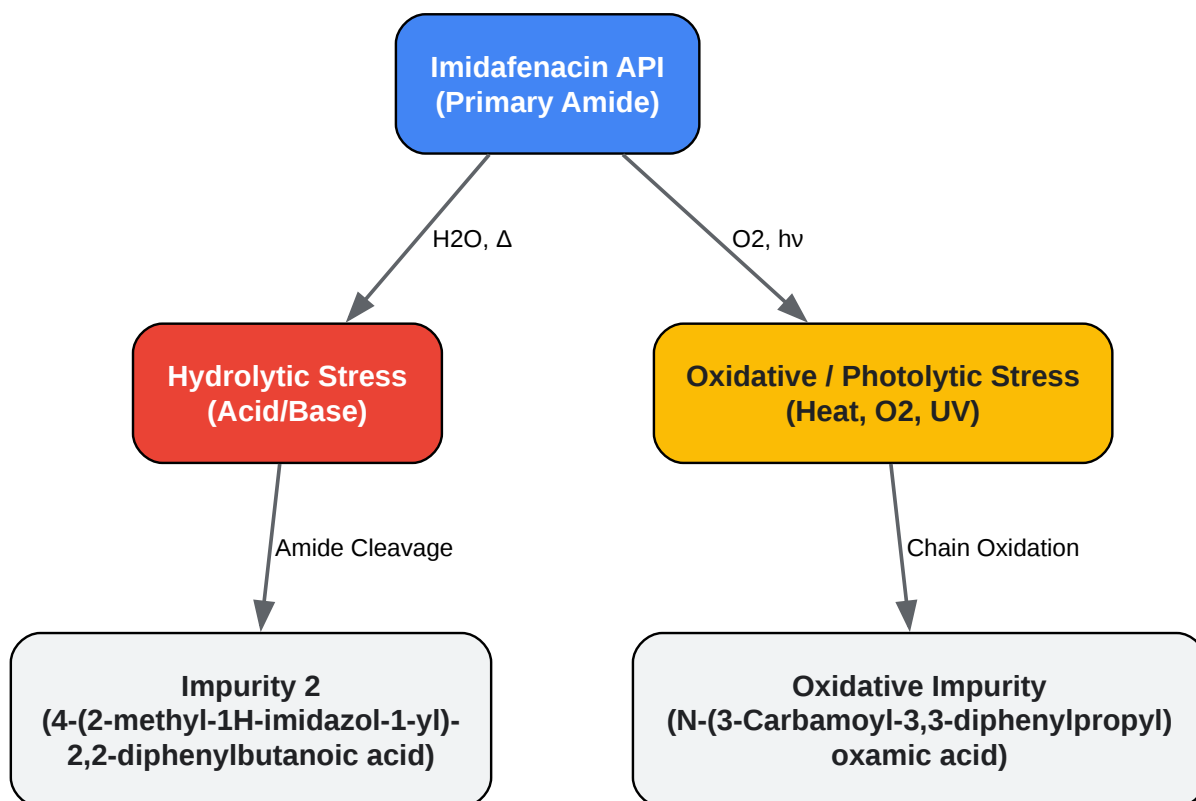 Imidafenacin API
(Primary Amide)
H2O, Δ
O2, hν
Hydrolytic Stress
(Acid/Base)
Oxidative / Photolytic Stress
(Heat, O2, UV)
Amide Cleavage
Chain Oxidation
Impurity 2
(4-(2-methyl-1H-imidazol-1-yl)-
2,2-diphenylbutanoic acid)
Oxidative Impurity
(N-(3-Carbamoyl-3,3-diphenylpropyl)
oxamic acid)